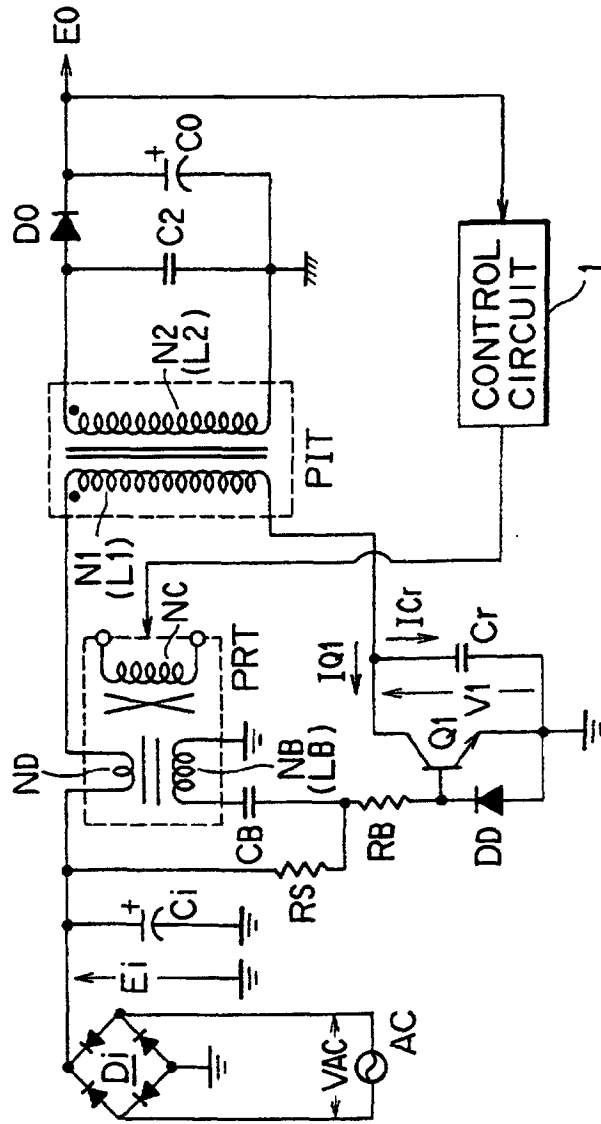 Di
VAC
AC
Ei
Ci
+
RS
CB
ND
NB
(LB)
PRT
NC
N1
(L1)
PIT
N2
(L2)
RB
DD
Q1
IQ1
V1
ICr
Cr
D0
C2
C0
+
E0
CONTROL
CIRCUIT
1